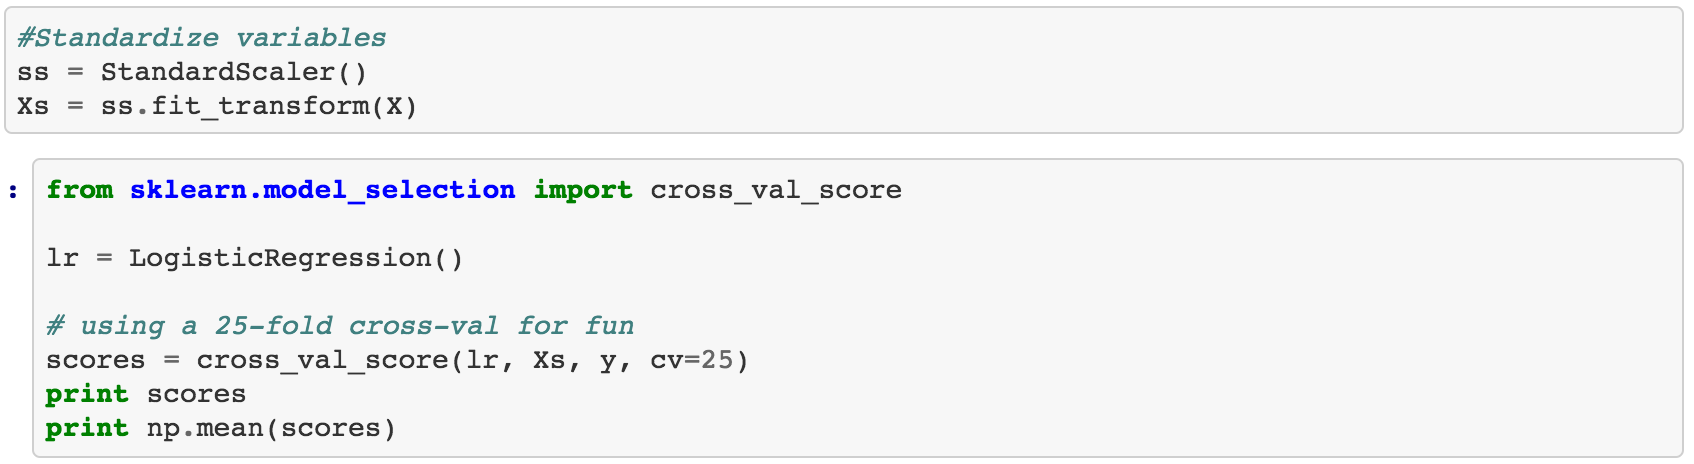 #Standardize variables
ss = StandardScaler()
Xs = ss.fit_transform(X)
: from sklearn.model_selection import cross_val_score
lr = LogisticRegression()
# using a 25-fold cross-val for fun
scores = cross_val_score(lr, Xs, y, cv=25)
print scores
print np.mean(scores)